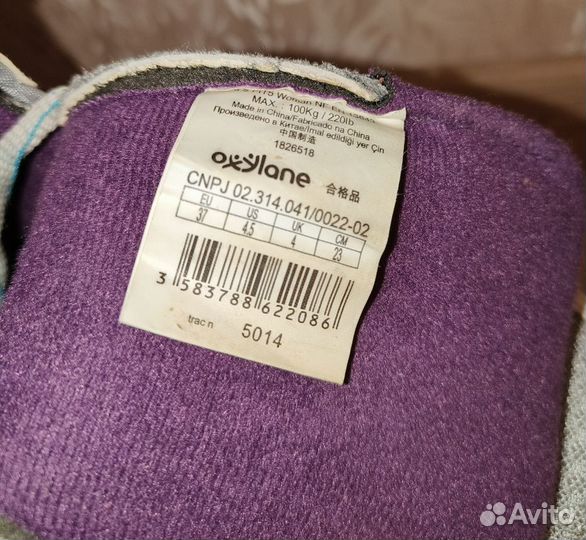 Woman NF
MAX. : 100Kg / 220lb
Made in China/Fabricado na China
Произведено в Китае/Imal edildiği yer Çin
中国制造
1826518
oxylane 合格品
CNPJ 02.314.041/0022-02
EU US UK CM
37 4,5 4 23
3 583788 622086
trac n 5014
Avito